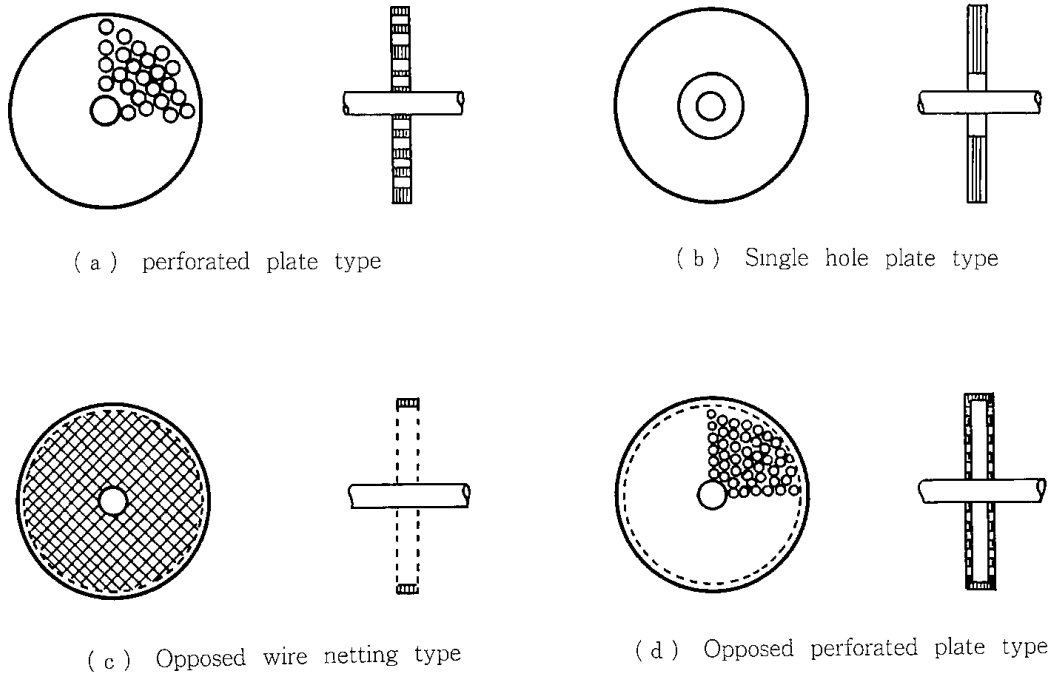 ( a ) perforated plate type
( b ) Single hole plate type
( c ) Opposed wire netting type
( d ) Opposed perforated plate type